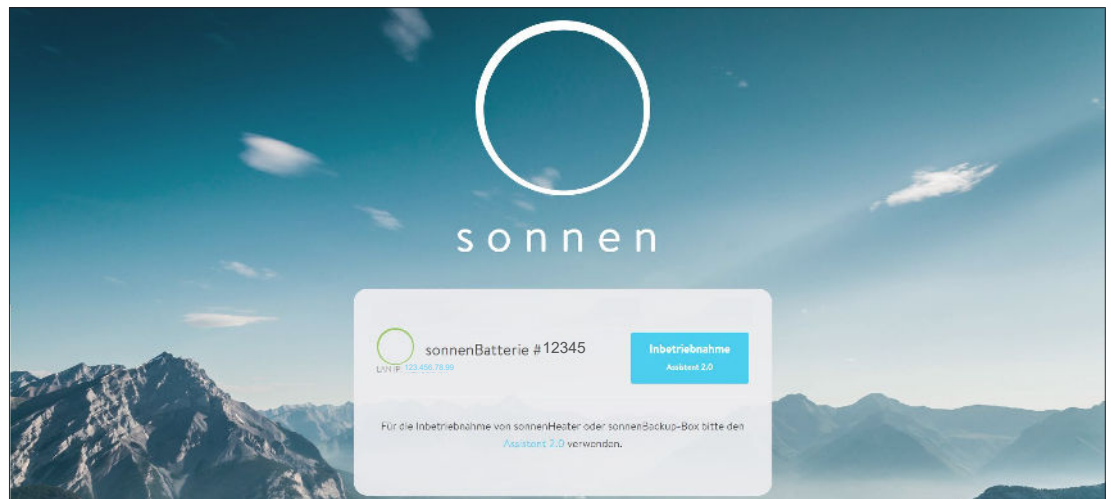 sonnen
sonnenBatterie #12345
Inbetriebnahme
Assistent 2.0
LAN IP: 123.456.78.99
Für die Inbetriebnahme von sonnenHeater oder sonnenBackup-Box bitte den
Assistent 2.0 verwenden.